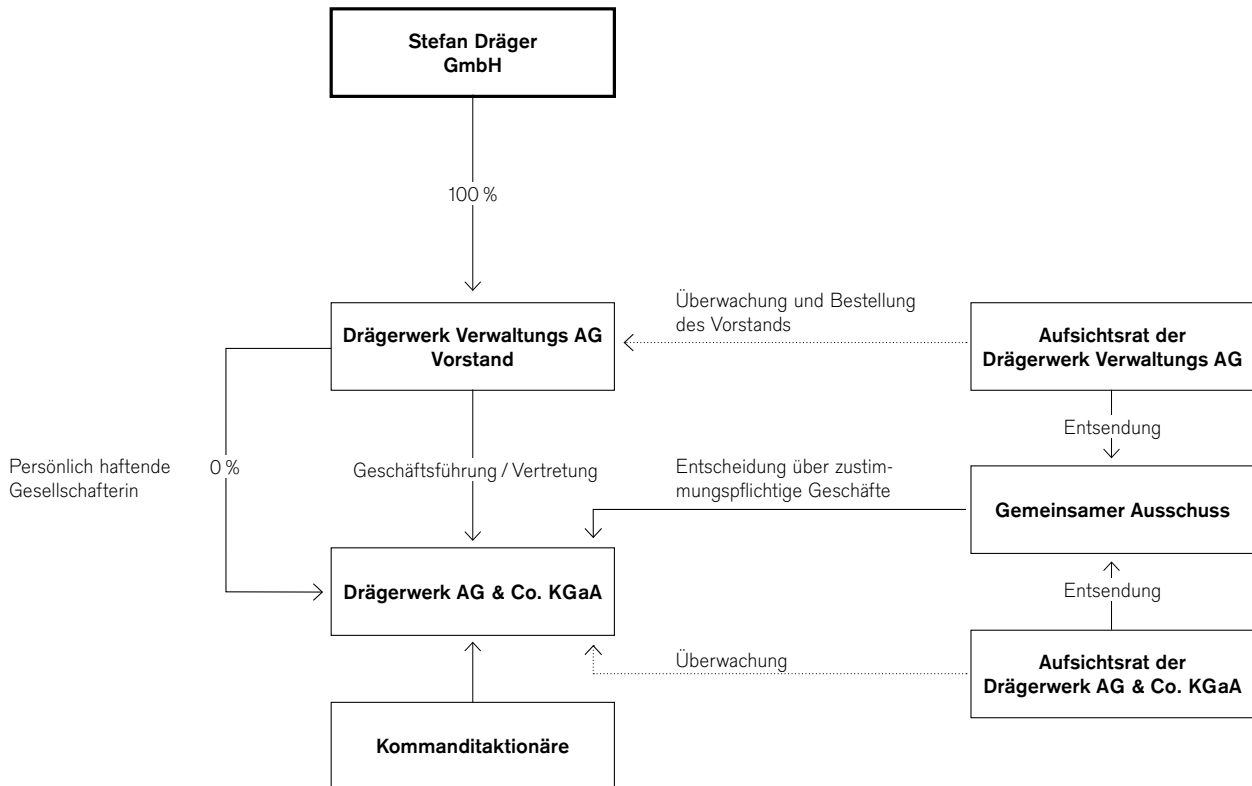 Stefan Dräger
GmbH
100 %
Drägerwerk Verwaltungs AG
Vorstand
Überwachung und Bestellung
des Vorstands
Aufsichtsrat der
Drägerwerk Verwaltungs AG
Entsendung
Persönlich haftende
Gesellschafterin
0 %
Geschäftsführung / Vertretung
Entscheidung über zustim-
mungspflichtige Geschäfte
Gemeinsamer Ausschuss
Drägerwerk AG & Co. KGaA
Entsendung
Überwachung
Aufsichtsrat der
Drägerwerk AG & Co. KGaA
Kommanditaktionäre